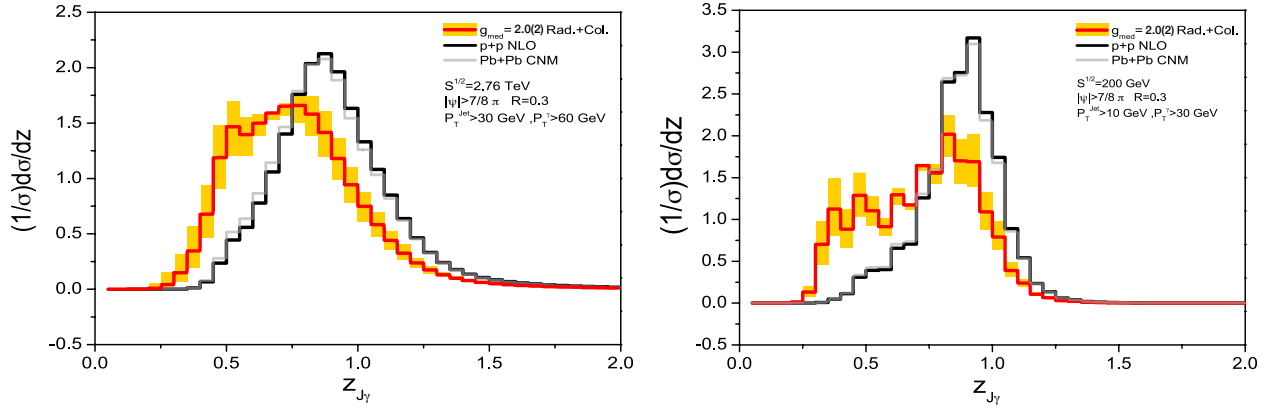 2.5
2.0
1.5
1.0
0.5
0.0
-0.5
(1/σ)dσ/dz
g_med = 2.0(2) Rad.+Col.
p+p NLO
Pb+Pb CNM
S^1/2=2.76 TeV
|ψ|>7/8 π R=0.3
P_T^Jet>30 GeV ,P_T^γ>60 GeV
0.0 0.5 1.0 1.5 2.0
z_Jγ
3.5
3.0
2.5
2.0
1.5
1.0
0.5
0.0
-0.5
(1/σ)dσ/dz
g_med = 2.0(2) Rad.+Col.
p+p NLO
Pb+Pb CNM
S^1/2=200 GeV
|ψ|>7/8 π R=0.3
P_T^Jet>10 GeV ,P_T^γ>30 GeV
0.0 0.5 1.0 1.5 2.0
z_Jγ